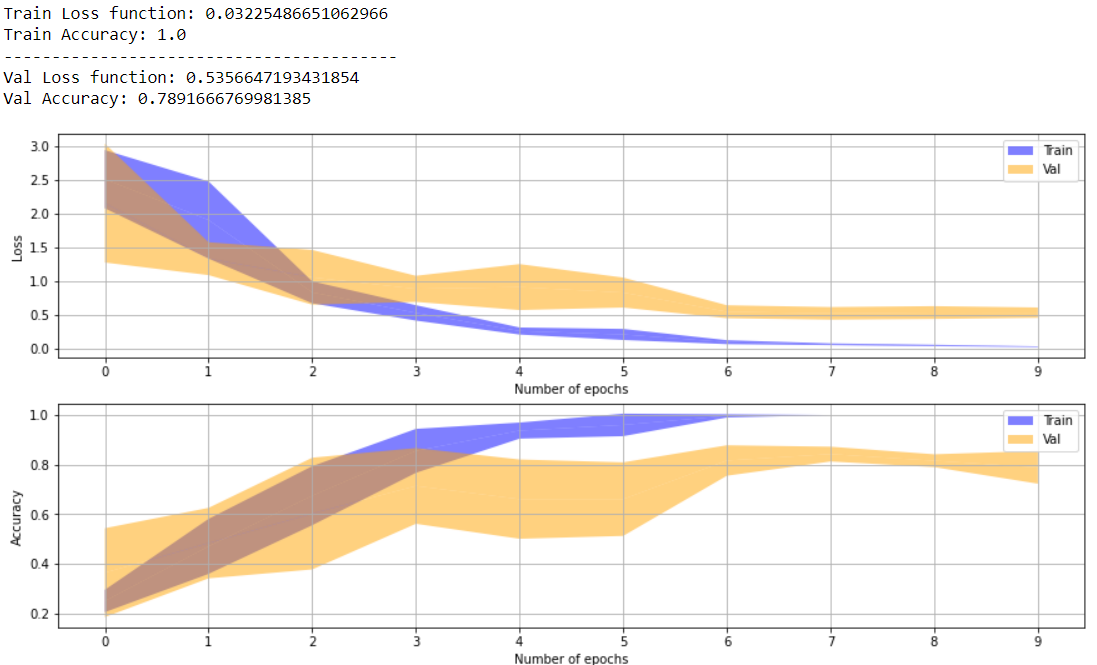 Train Loss function: 0.03225486651062966
Train Accuracy: 1.0
-----------------------------------------
Val Loss function: 0.5356647193431854
Val Accuracy: 0.7891666769981385
3.0
2.5
2.0
1.5
1.0
0.5
0.0
Loss
Train
Val
0 1 2 3 4 5 6 7 8 9
Number of epochs
1.0
0.8
0.6
0.4
0.2
Accuracy
Train
Val
0 1 2 3 4 5 6 7 8 9
Number of epochs